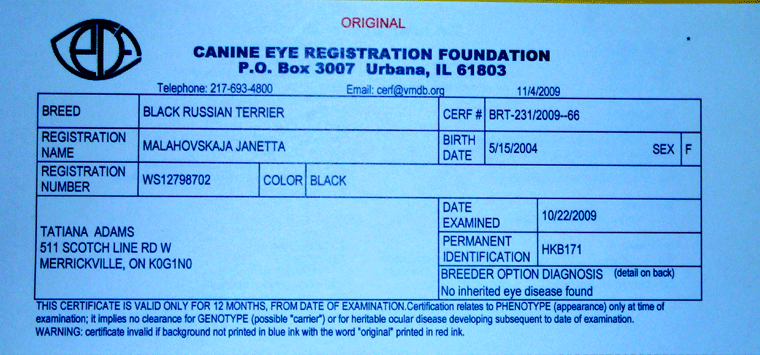 ORIGINAL
CERF
CANINE EYE REGISTRATION FOUNDATION
P.O. Box 3007 Urbana, IL 61803
Telephone: 217-693-4800 Email: cerf@vmdb.org 11/4/2009
BREED BLACK RUSSIAN TERRIER CERF # BRT-231/2009--66
REGISTRATION NAME MALAHOVSKAJA JANETTA BIRTH DATE 5/15/2004 SEX F
REGISTRATION NUMBER WS12798702 COLOR BLACK
DATE EXAMINED 10/22/2009
TATIANA ADAMS
511 SCOTCH LINE RD W
MERRICKVILLE, ON K0G1N0
PERMANENT IDENTIFICATION HKB171
BREEDER OPTION DIAGNOSIS (detail on back)
No inherited eye disease found
THIS CERTIFICATE IS VALID ONLY FOR 12 MONTHS, FROM DATE OF EXAMINATION.Certification relates to PHENOTYPE (appearance) only at time of
examination; it implies no clearance for GENOTYPE (possible "carrier") or for heritable ocular disease developing subsequent to date of examination.
WARNING: certificate invalid if background not printed in blue ink with the word "original" printed in red ink.